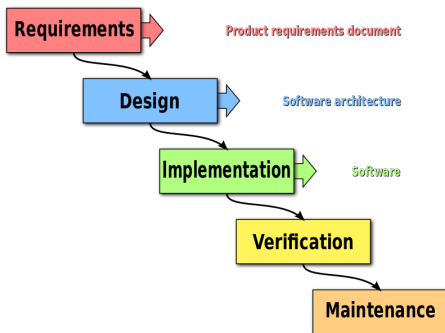 Requirements
Product requirements document
Design
Software architecture
Implementation
Software
Verification
Maintenance